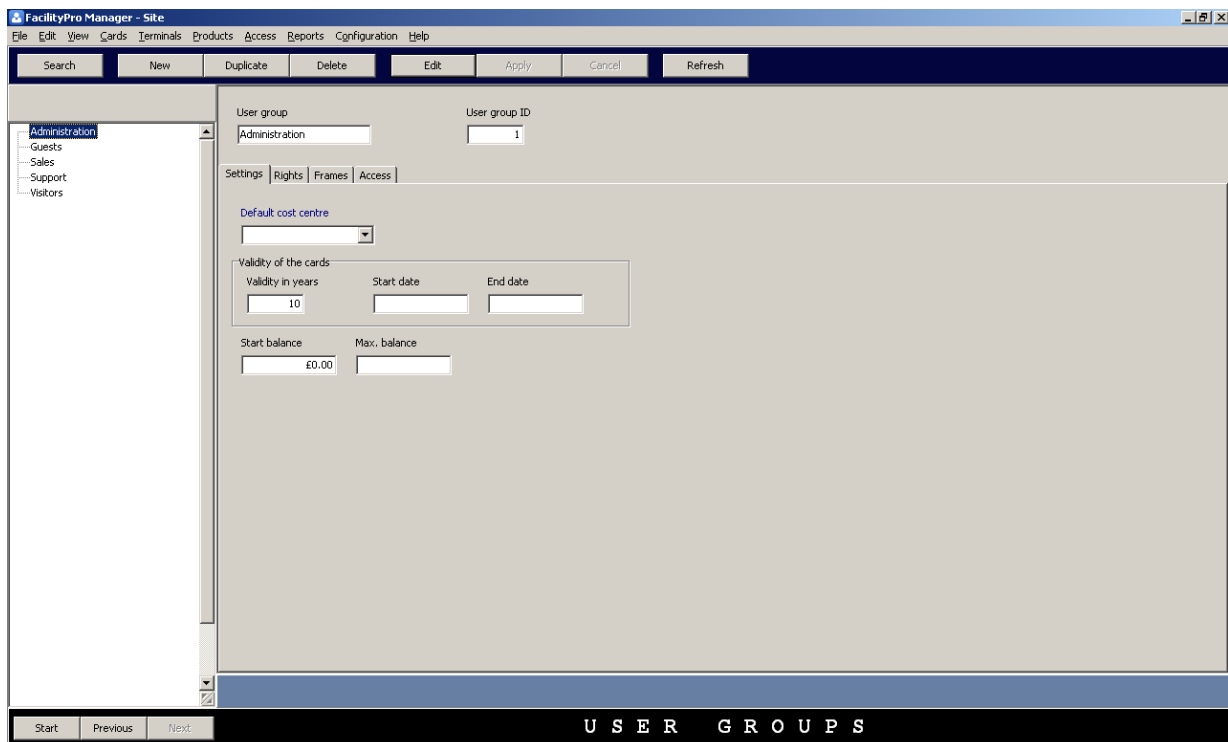 FacilityPro Manager - Site
File Edit View Cards Terminals Products Access Reports Configuration Help
Search New Duplicate Delete Edit Apply Cancel Refresh
User group User group ID
Administration 1
Administration
Guests
Sales
Support
Visitors
Settings Rights Frames Access
Default cost centre
Validity of the cards
Validity in years Start date End date
10
Start balance Max. balance
£0.00
Start Previous Next
USER GROUPS